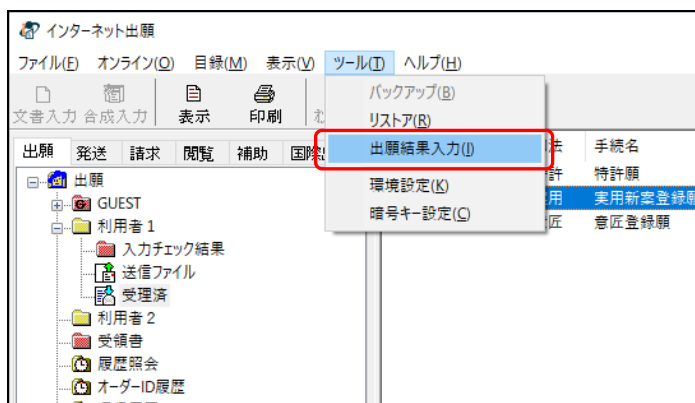 インターネット出願
ファイル(F) オンライン(O) 目録(M) 表示(V) ツール(T) ヘルプ(H)
文書入力 合成入力 表示 印刷
バックアップ(B)
リストア(R)
出願結果入力(I)
環境設定(K)
暗号キー設定(C)
出願 発送 請求 閲覧 補助 国際
手続名
許 特許願
用 実用新案登録願
匠 意匠登録願
出願
GUEST
利用者1
入力チェック結果
送信ファイル
受理済
利用者2
受領書
履歴照会
オーダーID履歴